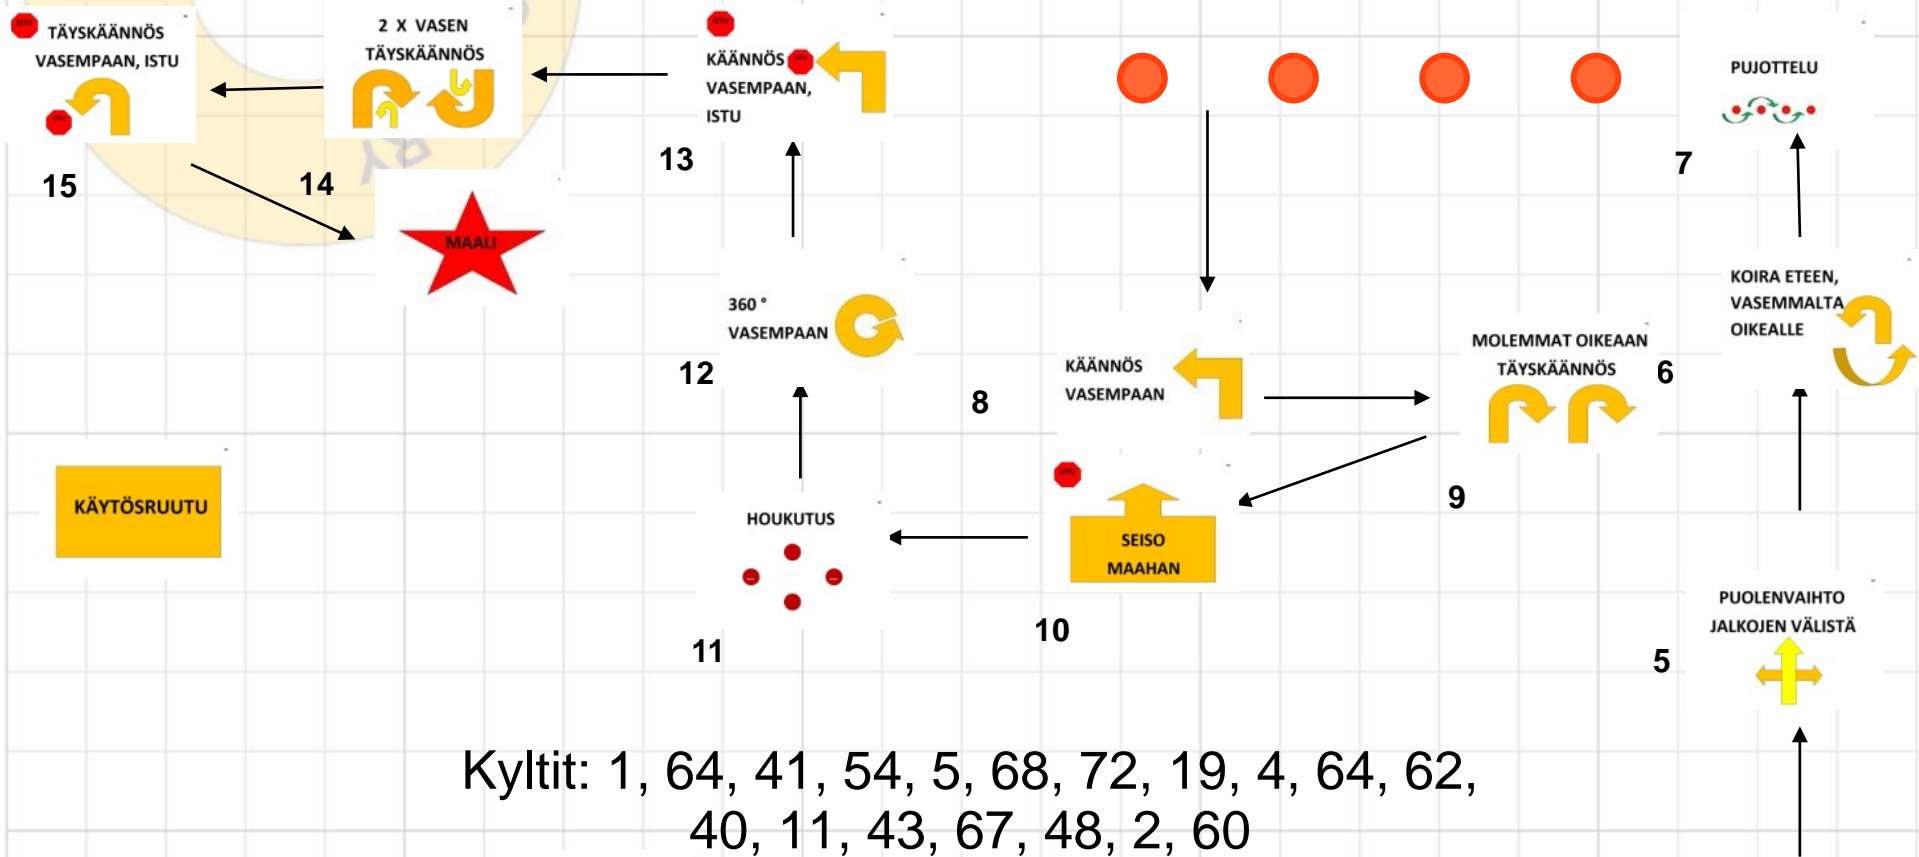 TÄYSKÄÄNNÖS
VASEMPAAN, ISTU
15
2 X VASEN
TÄYSKÄÄNNÖS
14
RY
MAALI
ISTU
KÄÄNNÖS
VASEMPAAN,
ISTU
13
PUJOTTELU
7
360 °
VASEMPAAN
12
8
KÄÄNNÖS
VASEMPAAN
MOLEMMAT OIKEAAN
TÄYSKÄÄNNÖS
9
KOIRA ETEEN,
VASEMMALTA
OIKEALLE
6
KÄYTÖSRUUTU
HOUKUTUS
11
SEISO
MAAHAN
10
PUOLENVAIHTO
JALKOJEN VÄLISTÄ
5
Kyltit: 1, 64, 41, 54, 5, 68, 72, 19, 4, 64, 62,
40, 11, 43, 67, 48, 2, 60